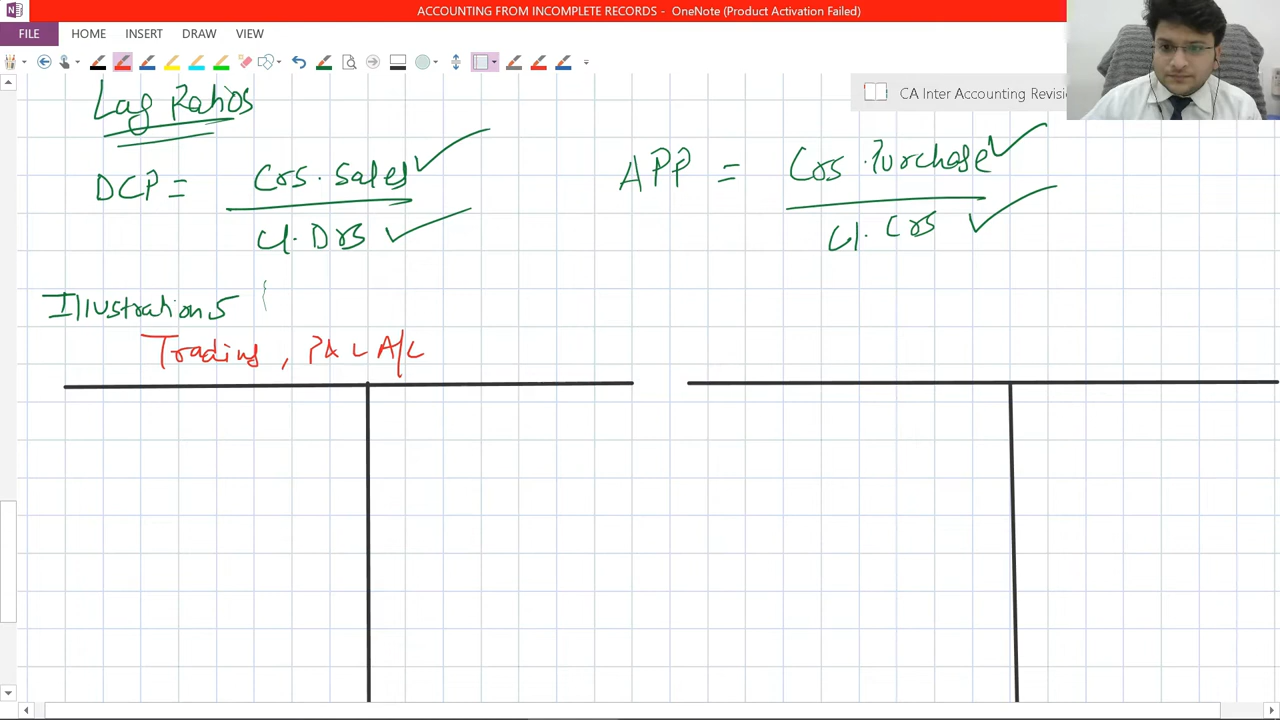 ACCOUNTING FROM INCOMPLETE RECORDS - OneNote (Product Activation Failed)
FILE HOME INSERT DRAW VIEW
CA Inter Accounting Revisi
Lag Ratios
DCP = Crs. Sales
Cl. Drs
APP = Crs. Purchase
Cl. Crs
Illustration 5
Trading, P& L A/C